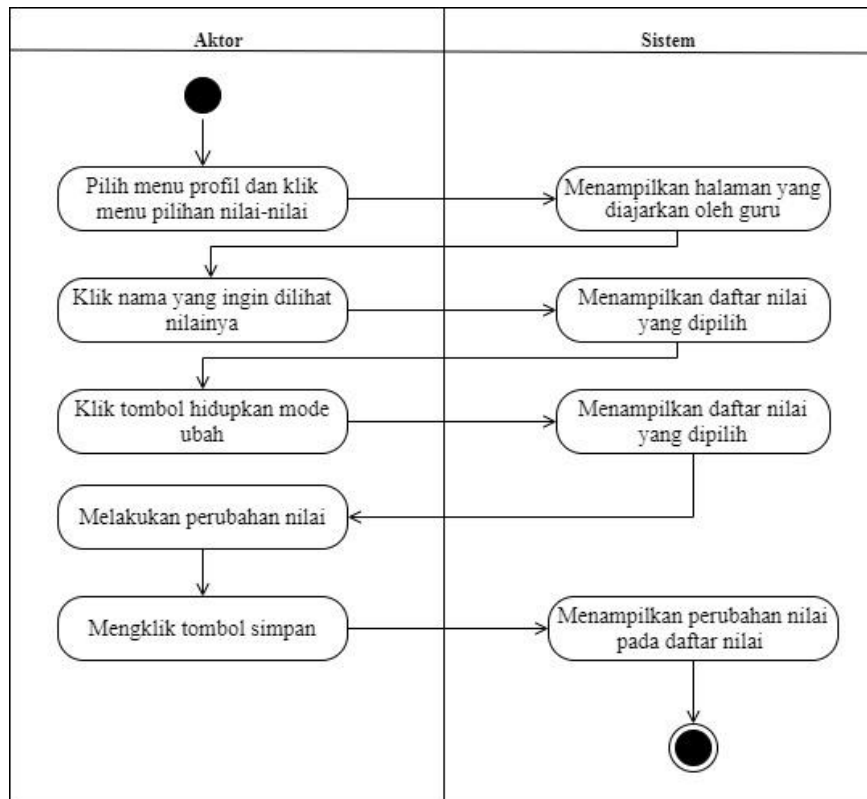 Aktor
Sistem
Pilih menu profil dan klik
menu pilihan nilai-nilai
Menampilkan halaman yang
diajarkan oleh guru
Klik nama yang ingin dilihat
nilainya
Menampilkan daftar nilai
yang dipilih
Klik tombol hidupkan mode
ubah
Menampilkan daftar nilai
yang dipilih
Melakukan perubahan nilai
Mengklik tombol simpan
Menampilkan perubahan nilai
pada daftar nilai